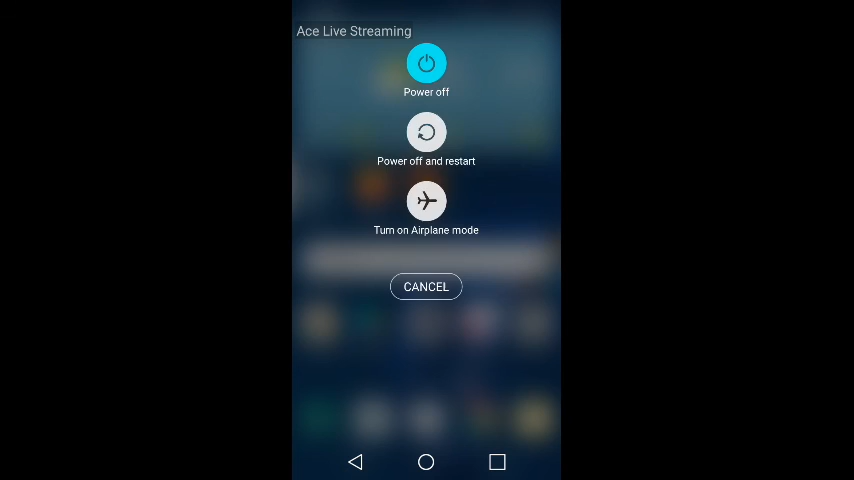 Ace Live Streaming
Power off
Power off and restart
Turn on Airplane mode
CANCEL